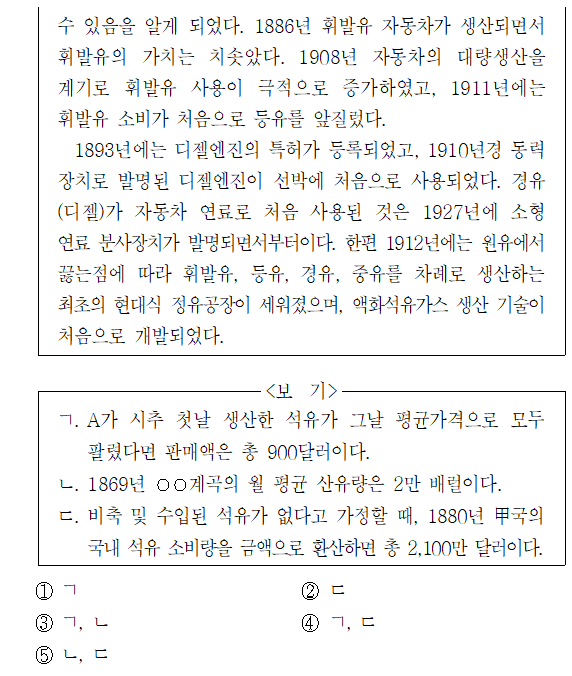 수 있음을 알게 되었다. 1886년 휘발유 자동차가 생산되면서
휘발유의 가치는 치솟았다. 1908년 자동차의 대량생산을
계기로 휘발유 사용이 극적으로 증가하였고, 1911년에는
휘발유 소비가 처음으로 등유를 앞질렀다.
1893년에는 디젤엔진의 특허가 등록되었고, 1910년경 동력
장치로 발명된 디젤엔진이 선박에 처음으로 사용되었다. 경유
(디젤)가 자동차 연료로 처음 사용된 것은 1927년에 소형
연료 분사장치가 발명되면서부터이다. 한편 1912년에는 원유에서
끓는점에 따라 휘발유, 등유, 경유, 중유를 차례로 생산하는
최초의 현대식 정유공장이 세워졌으며, 액화석유가스 생산 기술이
처음으로 개발되었다.
<보 기>
ㄱ. A가 시추 첫날 생산한 석유가 그날 평균가격으로 모두
팔렸다면 판매액은 총 900달러이다.
ㄴ. 1869년 ○○계곡의 월 평균 산유량은 2만 배럴이다.
ㄷ. 비축 및 수입된 석유가 없다고 가정할 때, 1880년 甲국의
국내 석유 소비량을 금액으로 환산하면 총 2,100만 달러이다.
① ㄱ ② ㄷ
③ ㄱ, ㄴ ④ ㄱ, ㄷ
⑤ ㄴ, ㄷ